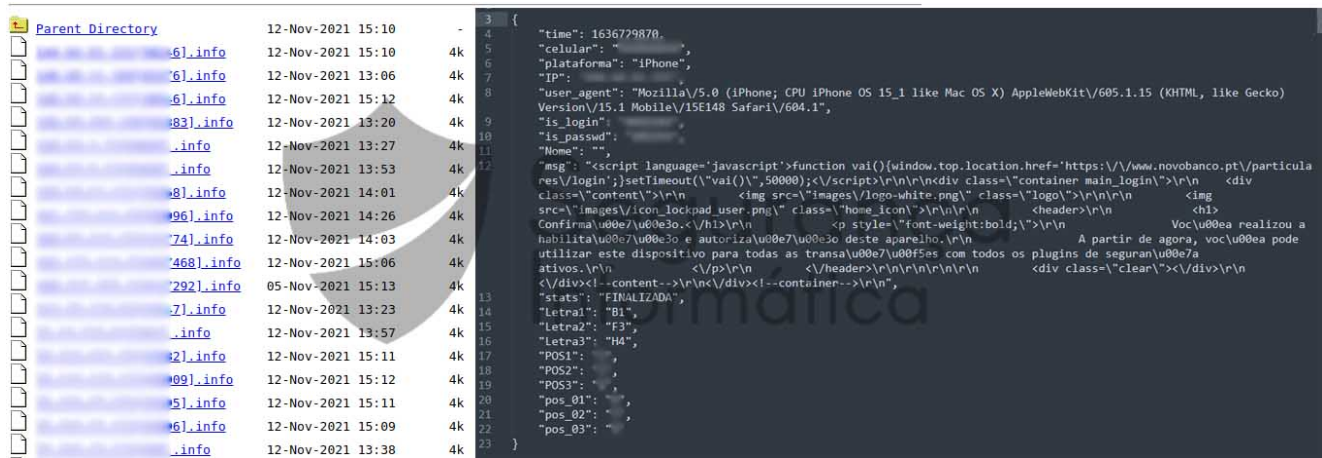 Parent Directory 12-Nov-2021 15:10 -
6].info 12-Nov-2021 15:10 4k
6].info 12-Nov-2021 13:06 4k
6].info 12-Nov-2021 15:12 4k
383].info 12-Nov-2021 13:20 4k
.info 12-Nov-2021 13:27 4k
.info 12-Nov-2021 13:53 4k
8].info 12-Nov-2021 14:01 4k
96].info 12-Nov-2021 14:26 4k
74].info 12-Nov-2021 14:03 4k
468].info 12-Nov-2021 15:06 4k
292].info 05-Nov-2021 15:13 4k
7].info 12-Nov-2021 13:23 4k
.info 12-Nov-2021 13:57 4k
32].info 12-Nov-2021 15:11 4k
909].info 12-Nov-2021 15:12 4k
5].info 12-Nov-2021 15:11 4k
6].info 12-Nov-2021 15:09 4k
.info 12-Nov-2021 13:38 4k
3 {
4 "time": 1636729870.
5 "celular": "
6 "plataforma": "iPhone",
7 "IP":
8 "user_agent": "Mozilla\/5.0 (iPhone; CPU iPhone OS 15_1 like Mac OS X) AppleWebKit\/605.1.15 (KHTML, like Gecko)
Version\/15.1 Mobile\/15E148 Safari\/604.1",
9 "is_login":
10 "is_passwd":
11 "Nome": "",
12 "msg": "<script language='javascript'>function vai(){window.top.location.href='https:\/\/www.novobanco.pt\/particula
res\/login';}setTimeout(\"vai()\",50000);<\/script>\r\n\r\n<div class=\"container main_login\">\r\n <div
class=\"content\">\r\n <img src=\"images\/logo-white.png\" class=\"logo\">\r\n\r\n <img
src=\"images\/icon_lockpad_user.png\" class=\"home_icon\">\r\n\r\n <header>\r\n <h1>
Confirma\u00e7\u00e3o.<\/h1>\r\n <p style=\"font-weight:bold;\">\r\n Voc\u00ea realizou a
habilita\u00e7\u00e3o e autoriza\u00e7\u00e3o deste aparelho.\r\n A partir de agora, voc\u00ea pode
utilizar este dispositivo para todas as transa\u00e7\u00f5es com todos os plugins de seguran\u00e7a
ativos.\r\n <\/p>\r\n <\/header>\r\n\r\n\r\n\r\n <div class=\"clear\"><\/div>\r\n
<\/div><!--content-->\r\n<\/div><!--container-->\r\n",
13 "stats": "FINALIZADA",
14 "Letra1": "B1",
15 "Letra2": "F3",
16 "Letra3": "H4",
17 "POS1":
18 "POS2":
19 "POS3":
20 "pos_01":
21 "pos_02":
22 "pos_03":
23 }
segurança
informática